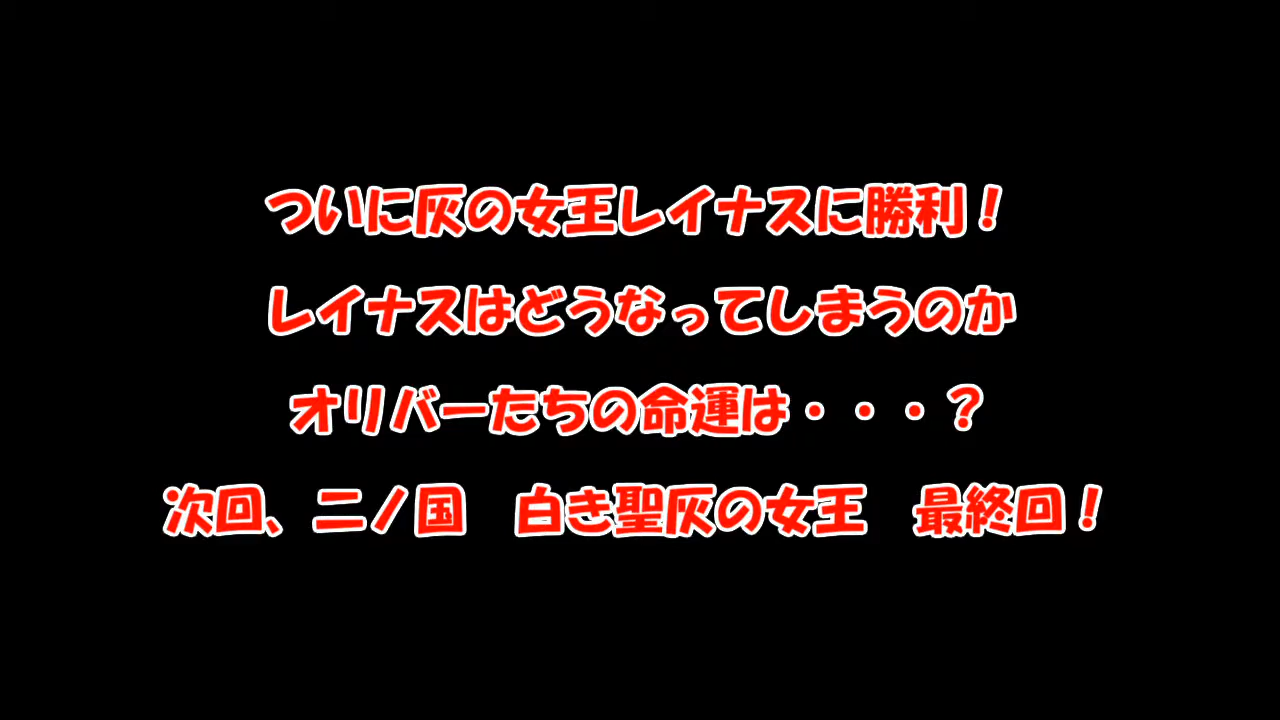 ついに灰の女王レイナスに勝利！
レイナスはどうなってしまうのか
オリバーたちの命運は・・・？
次回、二ノ国　白き聖灰の女王　最終回！